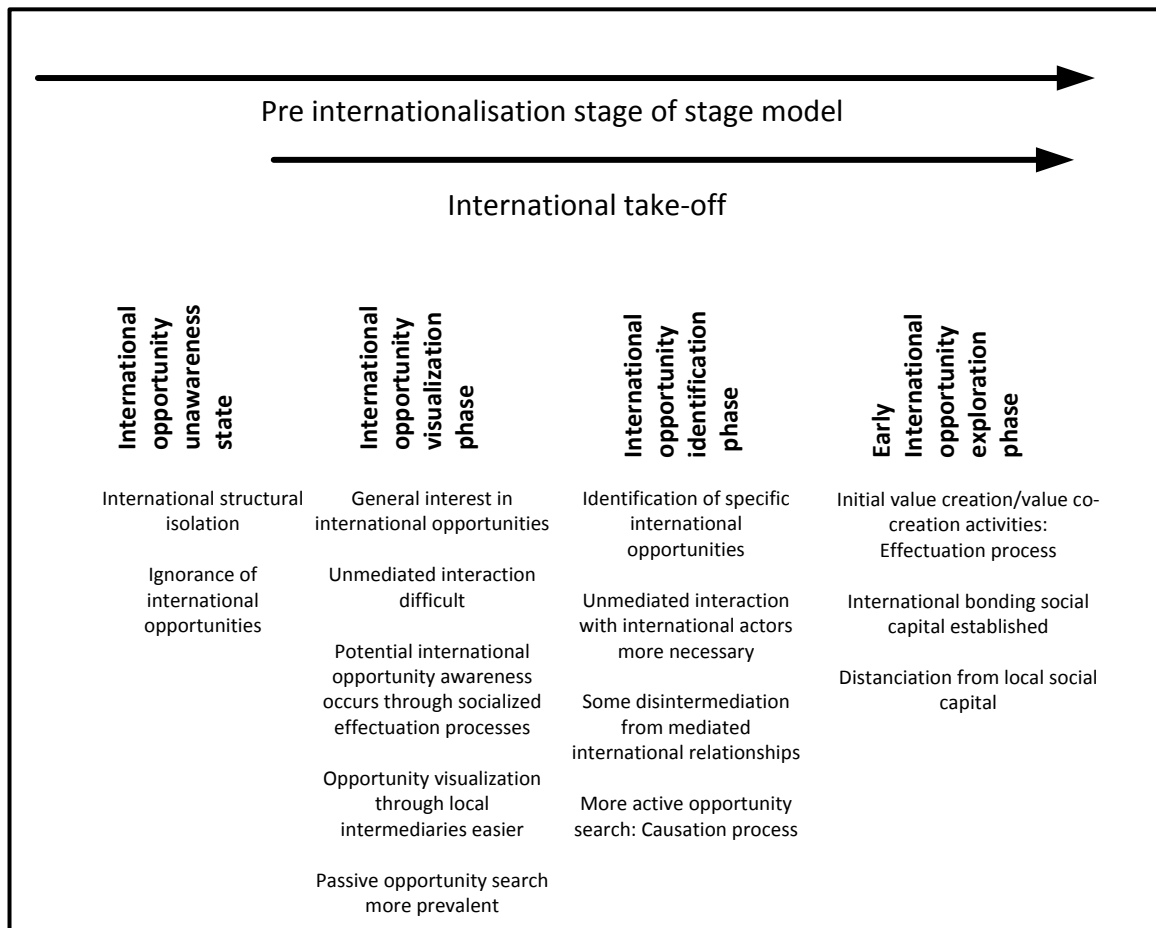 Pre internationalisation stage of stage model
International take-off
International
opportunity
unawareness
state
International
opportunity
visualization
phase
International
opportunity
identification
phase
Early
International
opportunity
exploration
phase
International structural
isolation
Ignorance of
international
opportunities
General interest in
international opportunities
Unmediated interaction
difficult
Potential international
opportunity awareness
occurs through socialized
effectuation processes
Opportunity visualization
through local
intermediaries easier
Passive opportunity search
more prevalent
Identification of specific
international
opportunities
Unmediated interaction
with international actors
more necessary
Some disintermediation
from mediated
international relationships
More active opportunity
search: Causation process
Initial value creation/value co-
creation activities:
Effectuation process
International bonding social
capital established
Distanciation from local social
capital